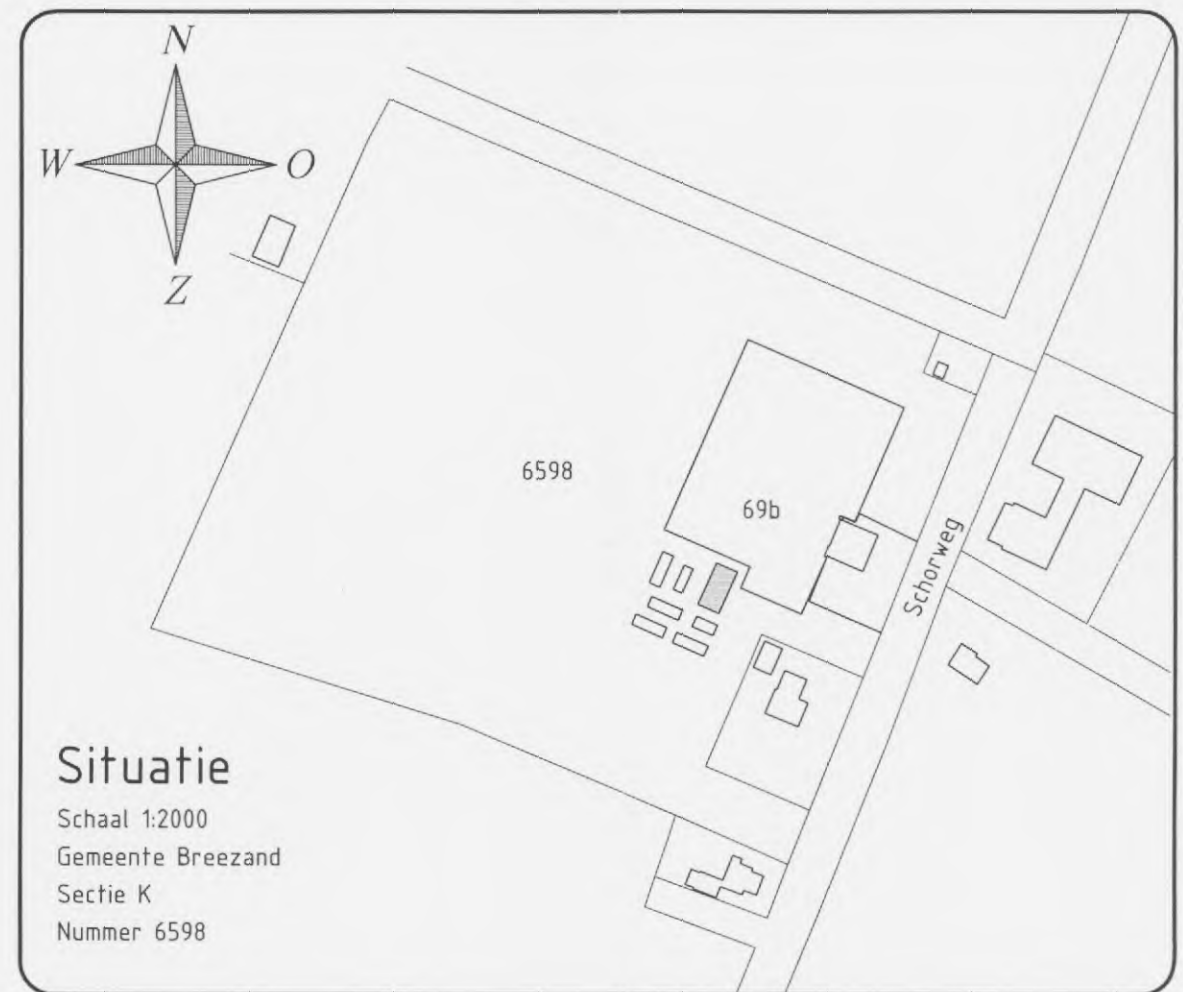 N
W O
Z
6598
69b
Schorweg
Situatie
Schaal 1:2000
Gemeente Breezand
Sectie K
Nummer 6598